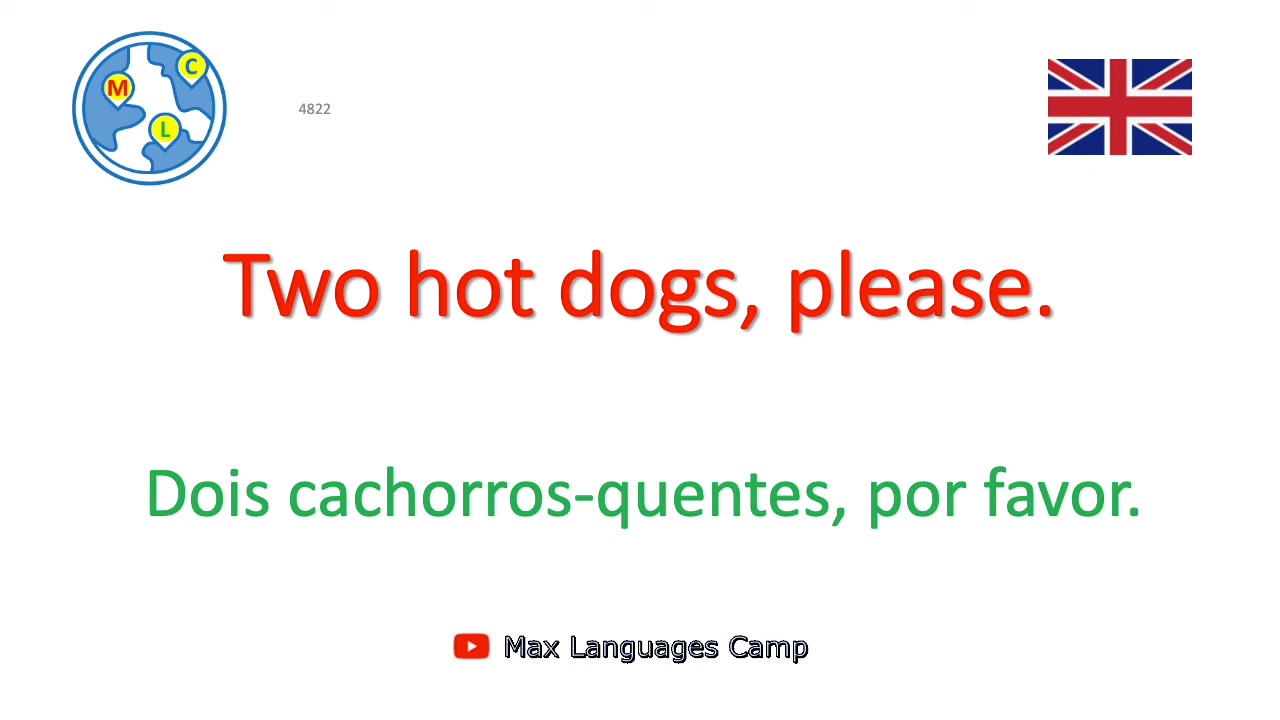 M
C
L
4822
Two hot dogs, please.
Dois cachorros-quentes, por favor.
Max Languages Camp